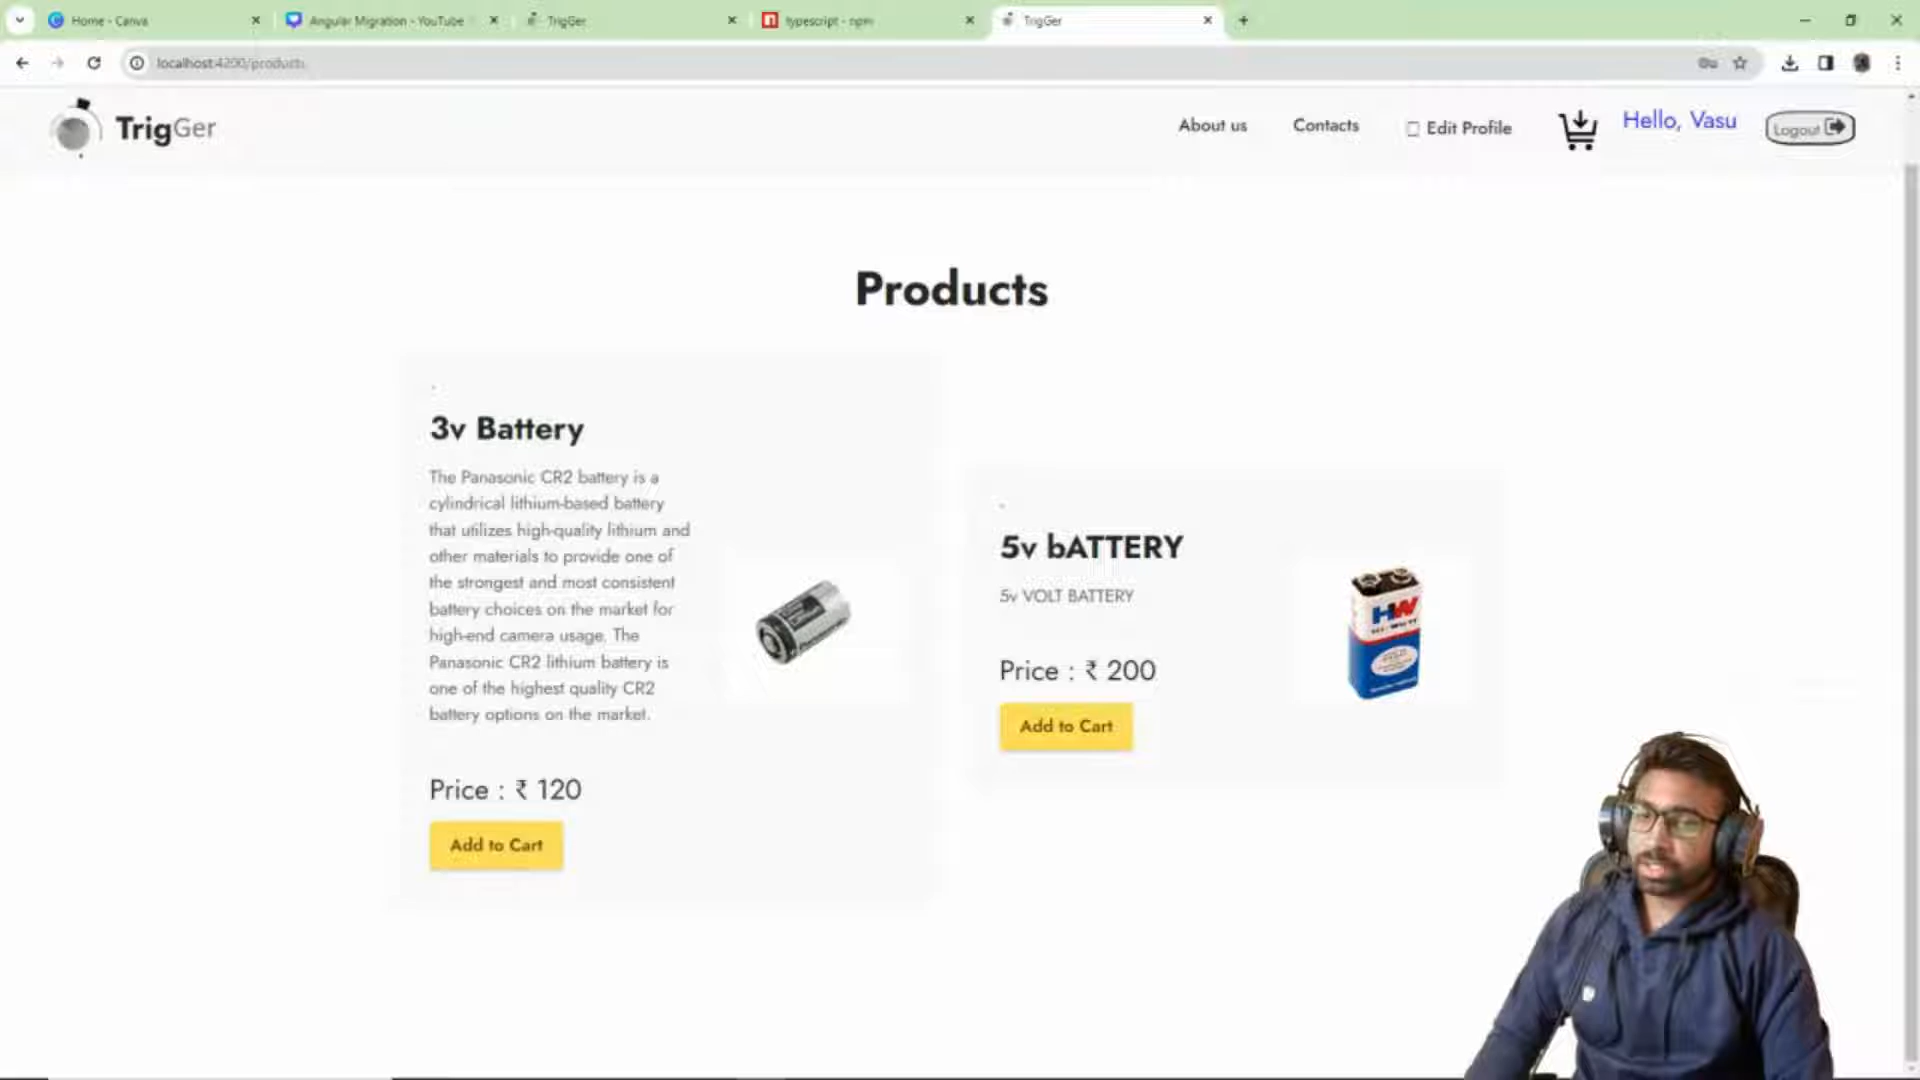 Home - Canva
Angular Migration - YouTube
TrigGer
typescript - npm
TrigGer
localhost:4200/products
TrigGer
About us
Contacts
Edit Profile
Hello, Vasu
Logout
Products
3v Battery
The Panasonic CR2 battery is a
cylindrical lithium-based battery
that utilizes high-quality lithium and
other materials to provide one of
the strongest and most consistent
battery choices on the market for
high-end camera usage. The
Panasonic CR2 lithium battery is
one of the highest quality CR2
battery options on the market.
Price : ₹ 120
Add to Cart
5v bATTERY
5v VOLT BATTERY
Price : ₹ 200
Add to Cart
HW